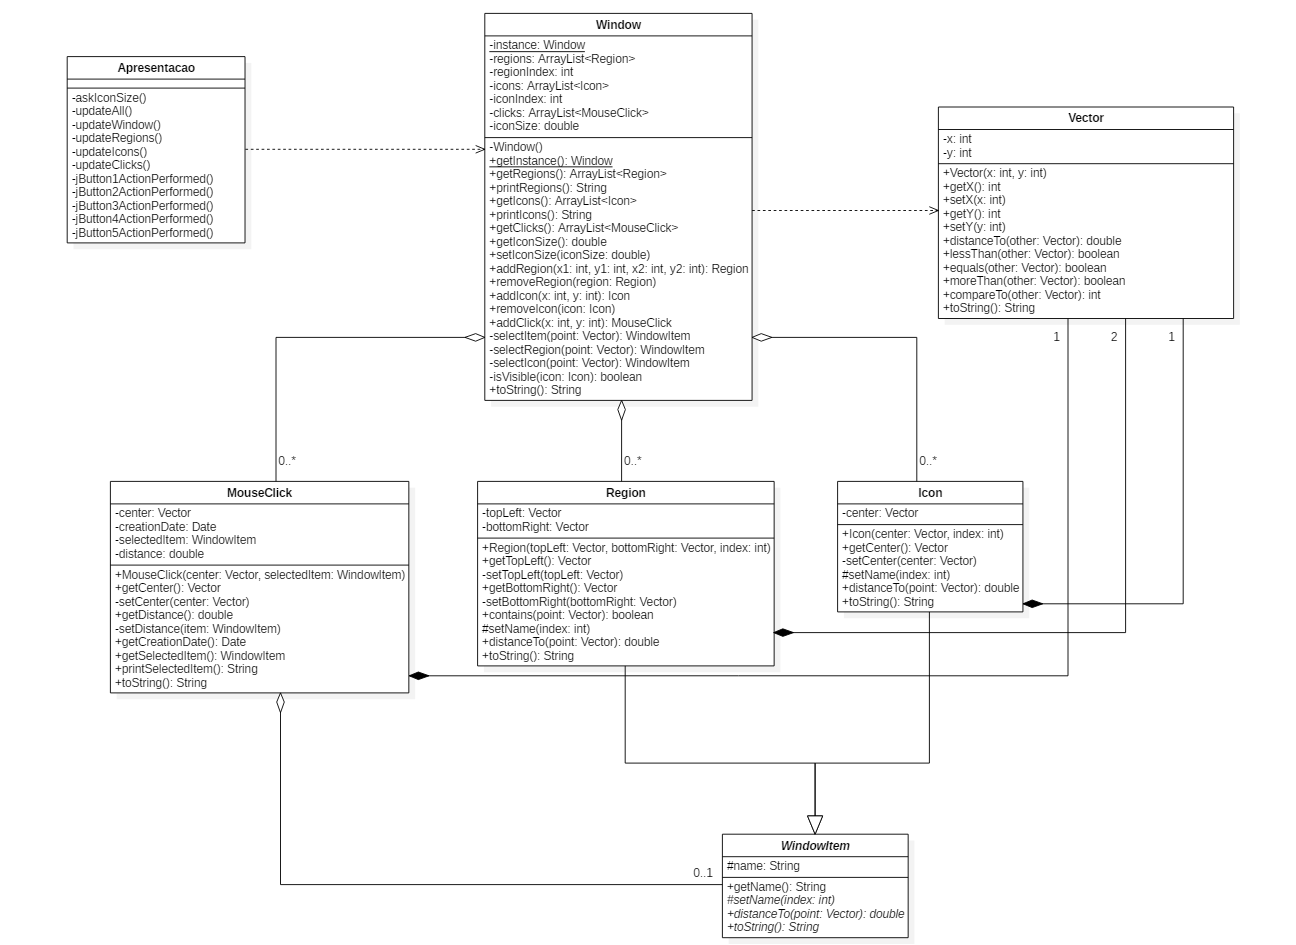 Window
-instance: Window
-regions: ArrayList<Region>
-regionIndex: int
-icons: ArrayList<Icon>
-iconIndex: int
-clicks: ArrayList<MouseClick>
-iconSize: double
-Window()
+getInstance(): Window
+getRegions(): ArrayList<Region>
+printRegions(): String
+getIcons(): ArrayList<Icon>
+printIcons(): String
+getClicks(): ArrayList<MouseClick>
+getIconSize(): double
+setIconSize(iconSize: double)
+addRegion(x1: int, y1: int, x2: int, y2: int): Region
+removeRegion(region: Region)
+addIcon(x: int, y: int): Icon
+removeIcon(icon: Icon)
+addClick(x: int, y: int): MouseClick
-selectItem(point: Vector): WindowItem
-selectRegion(point: Vector): WindowItem
-selectIcon(point: Vector): WindowItem
-isVisible(icon: Icon): boolean
+toString(): String
Apresentacao
-askIconSize()
-updateAll()
-updateWindow()
-updateRegions()
-updateIcons()
-updateClicks()
-jButton1ActionPerformed()
-jButton2ActionPerformed()
-jButton3ActionPerformed()
-jButton4ActionPerformed()
-jButton5ActionPerformed()
Vector
-x: int
-y: int
+Vector(x: int, y: int)
+getX(): int
+setX(x: int)
+getY(): int
+setY(y: int)
+distanceTo(other: Vector): double
+lessThan(other: Vector): boolean
+equals(other: Vector): boolean
+moreThan(other: Vector): boolean
+compareTo(other: Vector): int
+toString(): String
1
2
1
0..*
0..*
0..*
MouseClick
-center: Vector
-creationDate: Date
-selectedItem: WindowItem
-distance: double
+MouseClick(center: Vector, selectedItem: WindowItem)
+getCenter(): Vector
-setCenter(center: Vector)
+getDistance(): double
-setDistance(item: WindowItem)
+getCreationDate(): Date
+getSelectedItem(): WindowItem
+printSelectedItem(): String
+toString(): String
Region
-topLeft: Vector
-bottomRight: Vector
+Region(topLeft: Vector, bottomRight: Vector, index: int)
+getTopLeft(): Vector
-setTopLeft(topLeft: Vector)
+getBottomRight(): Vector
-setBottomRight(bottomRight: Vector)
+contains(point: Vector): boolean
#setName(index: int)
+distanceTo(point: Vector): double
+toString(): String
Icon
-center: Vector
+Icon(center: Vector, index: int)
+getCenter(): Vector
-setCenter(center: Vector)
#setName(index: int)
+distanceTo(point: Vector): double
+toString(): String
WindowItem
#name: String
+getName(): String
#setName(index: int)
+distanceTo(point: Vector): double
+toString(): String
0..1